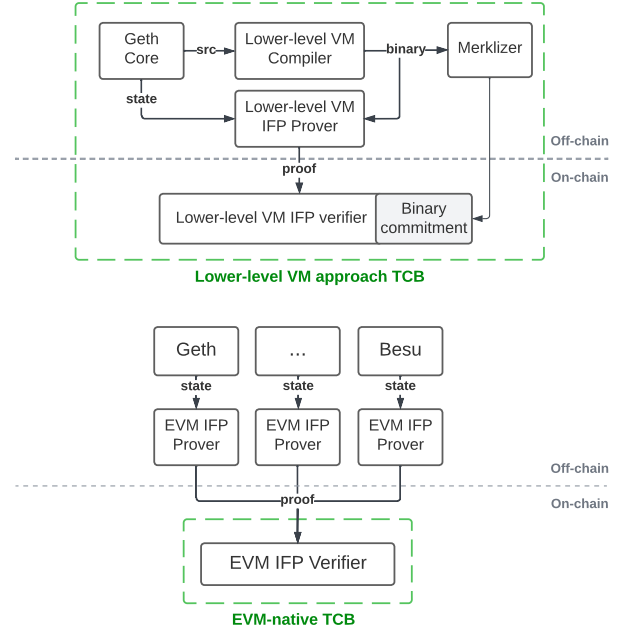 Geth
Core
src
Lower-level VM
Compiler
binary
Merklizer
state
Lower-level VM
IFP Prover
Off-chain
proof
On-chain
Lower-level VM IFP verifier
Binary
commitment
Lower-level VM approach TCB
Geth
...
Besu
state
state
state
EVM IFP
Prover
EVM IFP
Prover
EVM IFP
Prover
Off-chain
proof
On-chain
EVM IFP Verifier
EVM-native TCB